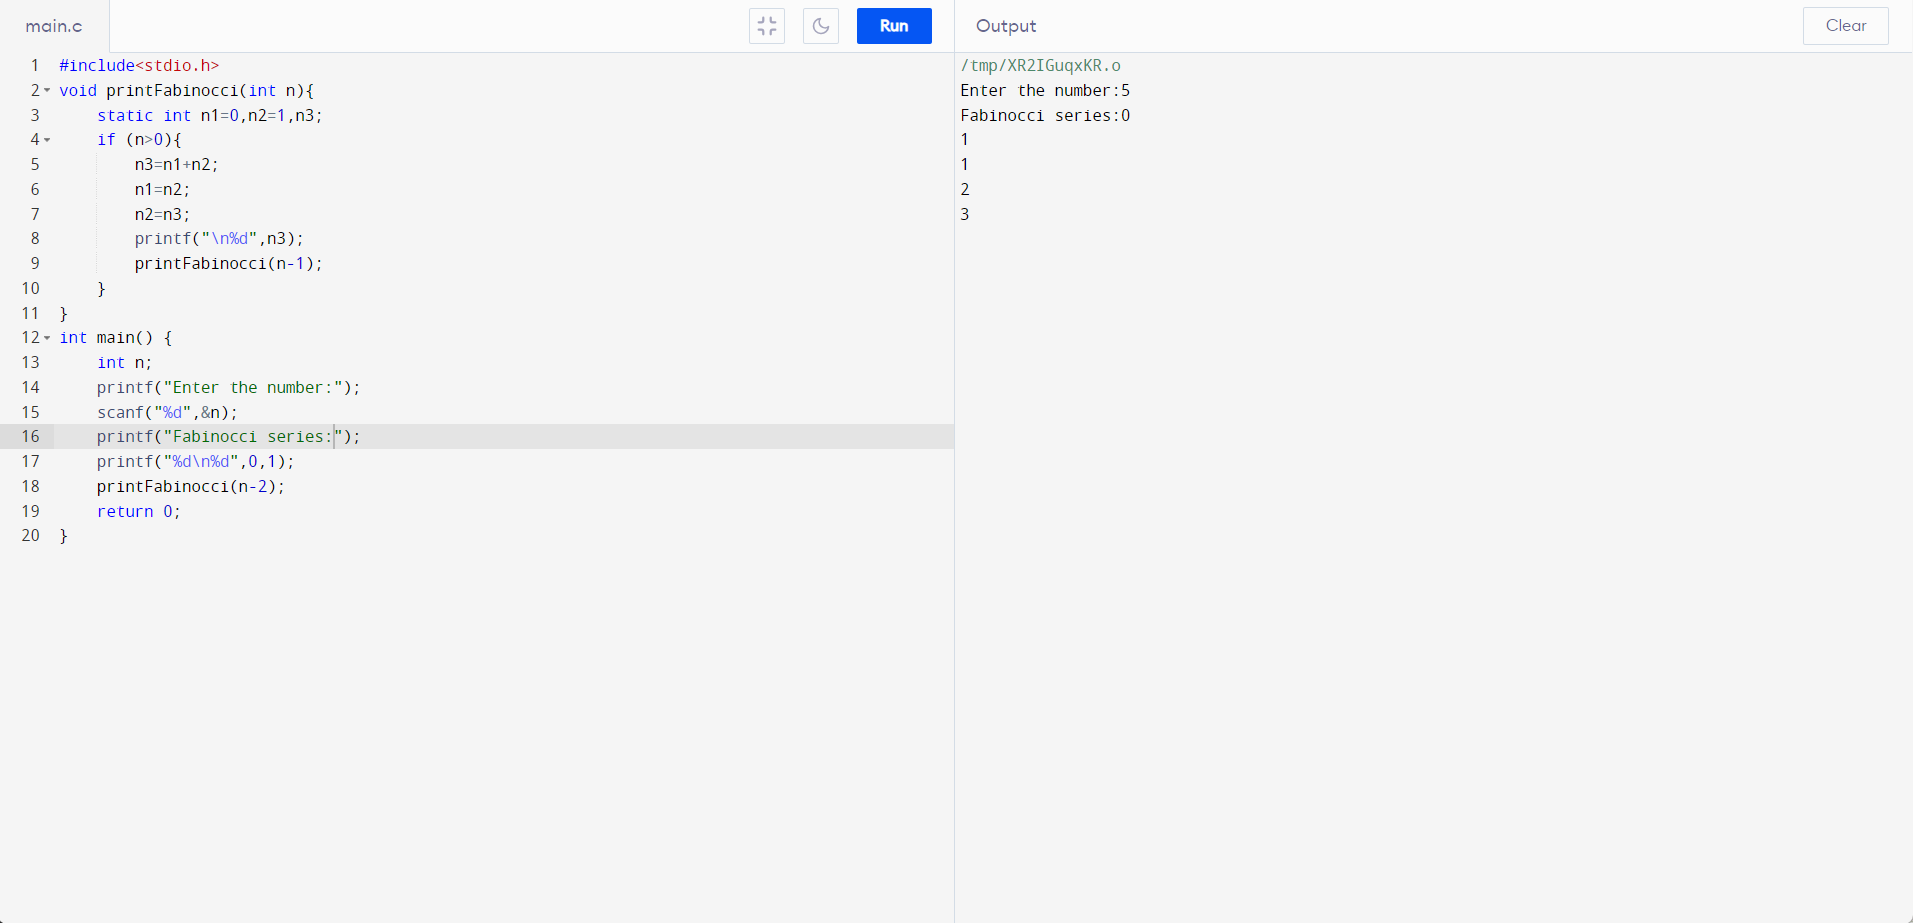 main.c
Run
Output
Clear
1 #include<stdio.h>
2 void printFabinocci(int n){
3     static int n1=0,n2=1,n3;
4     if (n>0){
5         n3=n1+n2;
6         n1=n2;
7         n2=n3;
8         printf("\n%d",n3);
9         printFabinocci(n-1);
10     }
11 }
12 int main() {
13     int n;
14     printf("Enter the number:");
15     scanf("%d",&n);
16     printf("Fabinocci series:");
17     printf("%d\n%d",0,1);
18     printFabinocci(n-2);
19     return 0;
20 }
/tmp/XR2IGuqxKR.o
Enter the number:5
Fabinocci series:0
1
1
2
3